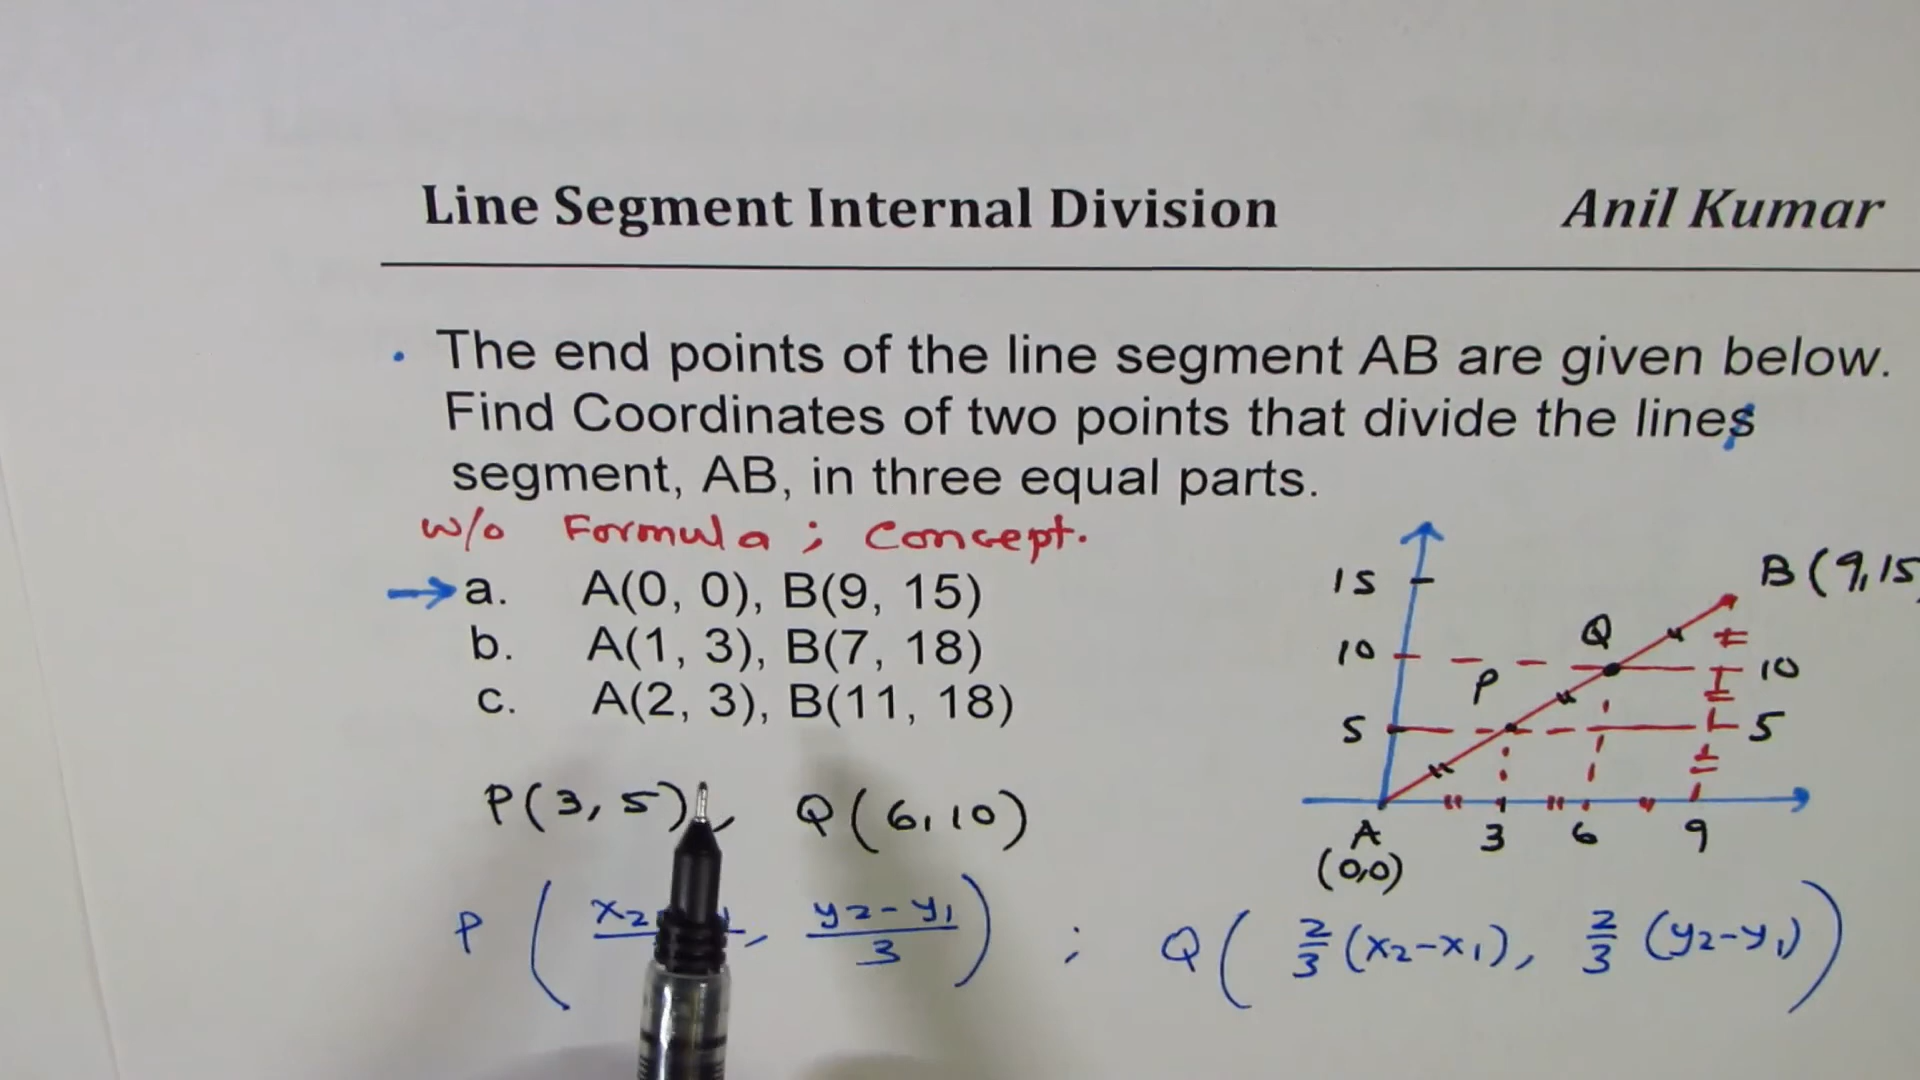 Line Segment Internal Division Anil Kumar
The end points of the line segment AB are given below.
Find Coordinates of two points that divide the lines
segment, AB, in three equal parts.
w/o Formula ; Concept.
a. A(0, 0), B(9, 15)
b. A(1, 3), B(7, 18)
c. A(2, 3), B(11, 18)
P(3, 5), Q(6, 10)
P ( x2 , y2-y1/3 ) ; Q ( 2/3 (x2-x1), 2/3 (y2-y1) )
15 B(9,15
Q
10 10
P
5 5
A 3 6 9
(0,0)